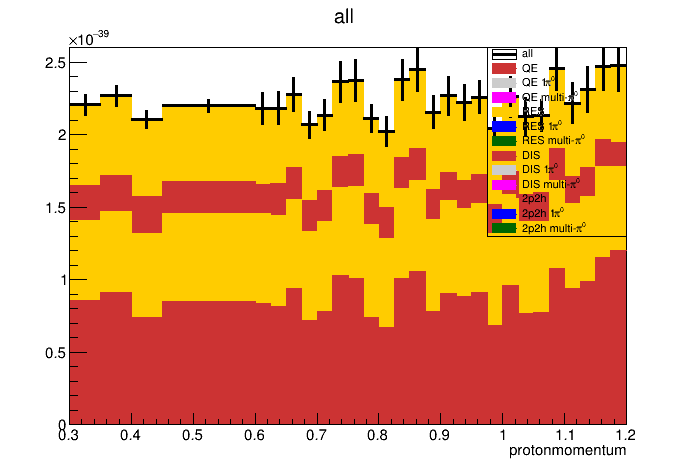 all
×10⁻³⁹
all
QE
QE 1π⁰
QE multi-π⁰
RES
RES 1π⁰
RES multi-π⁰
DIS
DIS 1π⁰
DIS multi-π⁰
2p2h
2p2h 1π⁰
2p2h multi-π⁰
2.5
2
1.5
1
0.5
0
0.3 0.4 0.5 0.6 0.7 0.8 0.9 1 1.1 1.2
protonmomentum